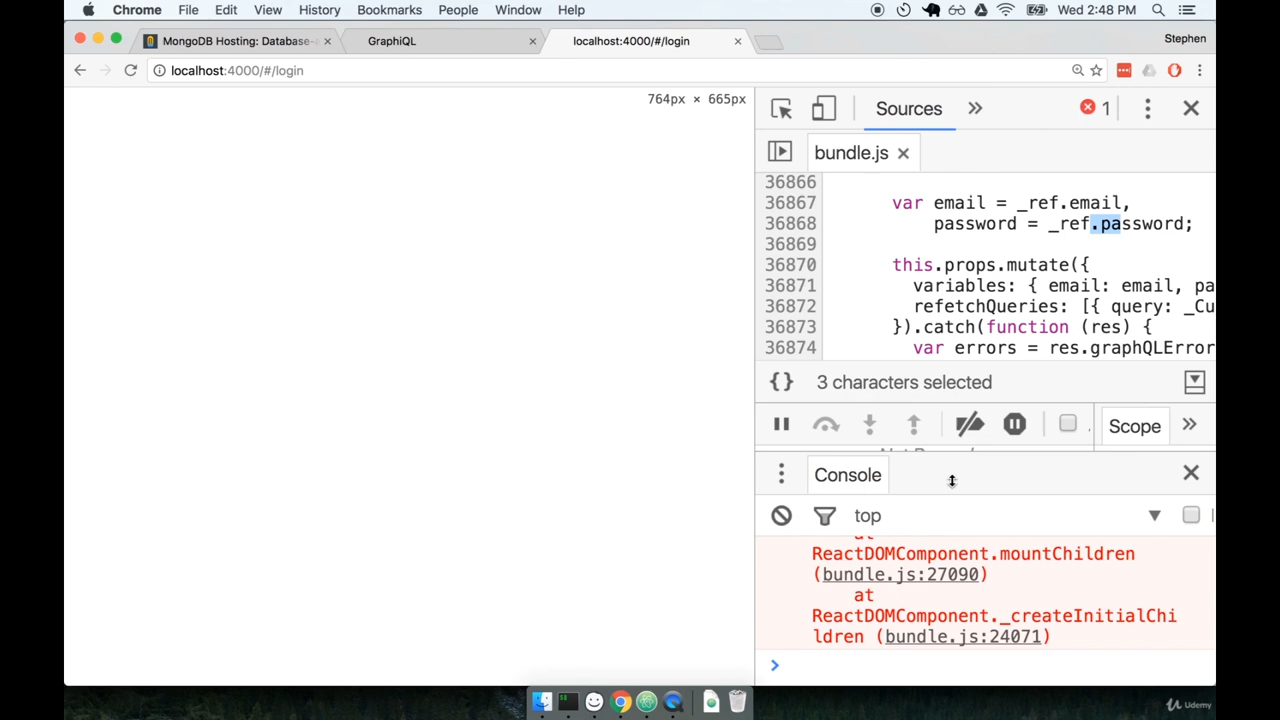 Chrome File Edit View History Bookmarks People Window Help Wed 2:48 PM
MongoDB Hosting: Database- GraphiQL localhost:4000/#/login Stephen
localhost:4000/#/login
764px × 665px
Sources 1
bundle.js
36866
36867 var email = _ref.email,
36868 password = _ref.password;
36869
36870 this.props.mutate({
36871 variables: { email: email, pa
36872 refetchQueries: [{ query: _Cu
36873 }).catch(function (res) {
36874 var errors = res.graphQLError
{} 3 characters selected
Scope
Console
top
at
ReactDOMComponent.mountChildren
(bundle.js:27090)
at
ReactDOMComponent._createInitialChi
ldren (bundle.js:24071)
>
Udemy